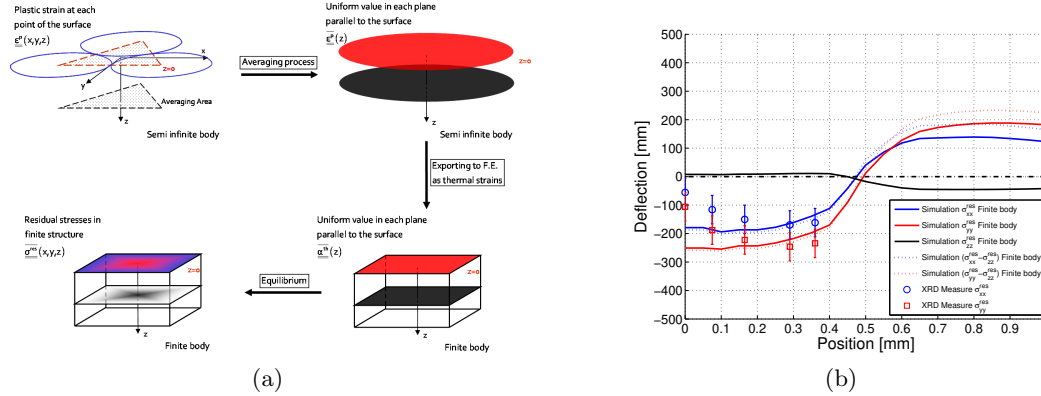 Plastic strain at each
point of the surface
εᵖ(x,y,z)
x
z=0
y
Averaging Area
z
Semi infinite body
Averaging process
Uniform value in each plane
parallel to the surface
εᵖ(z)
z=0
z
Semi infinite body
Exporting to F.E.
as thermal strains
Residual stresses in
finite structure
σʳᵉˢ(x,y,z)
z=0
z
Finite body
Equilibrium
Uniform value in each plane
parallel to the surface
αᵗʰ(z)
z=0
z
Finite body
(a)
Deflection [mm]
500
400
300
200
100
0
-100
-200
-300
-400
-500
Simulation σ_xx^res Finite body
Simulation σ_yy^res Finite body
Simulation σ_zz^res Finite body
Simulation (σ_xx^res−σ_zz^res) Finite body
Simulation (σ_yy^res−σ_zz^res) Finite body
XRD Measure σ_xx^res
XRD Measure σ_yy^res
0 0.1 0.2 0.3 0.4 0.5 0.6 0.7 0.8 0.9
Position [mm]
(b)